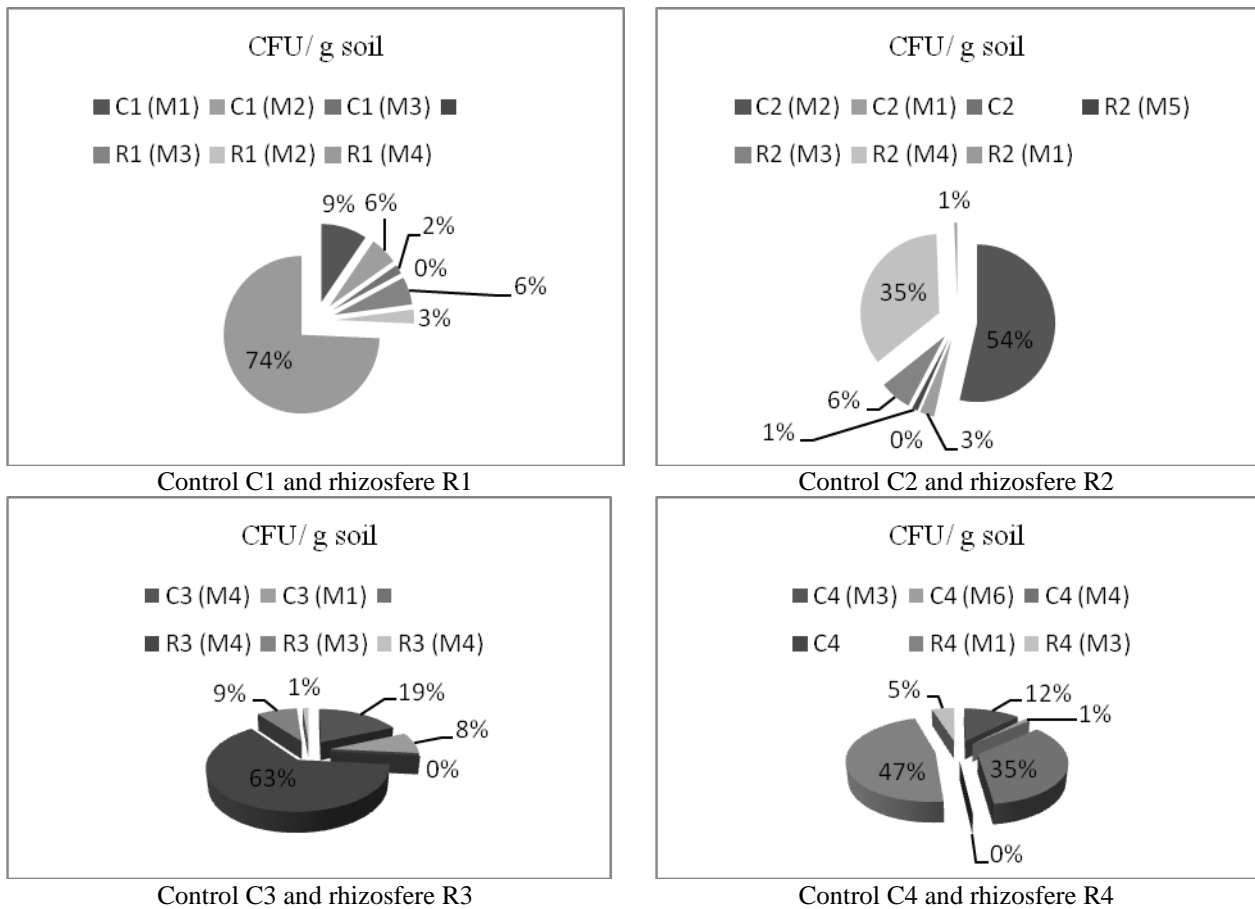 CFU/ g soil
C1 (M1) C1 (M2) C1 (M3)
R1 (M3) R1 (M2) R1 (M4)
9%
6%
2%
0%
6%
3%
74%
Control C1 and rhizosfere R1
CFU/ g soil
C2 (M2) C2 (M1) C2 R2 (M5)
R2 (M3) R2 (M4) R2 (M1)
1%
35%
54%
6%
1%
0%
3%
Control C2 and rhizosfere R2
CFU/ g soil
C3 (M4) C3 (M1)
R3 (M4) R3 (M3) R3 (M4)
9%
1%
19%
8%
0%
63%
Control C3 and rhizosfere R3
CFU/ g soil
C4 (M3) C4 (M6) C4 (M4)
C4 R4 (M1) R4 (M3)
5%
12%
1%
47%
35%
0%
Control C4 and rhizosfere R4